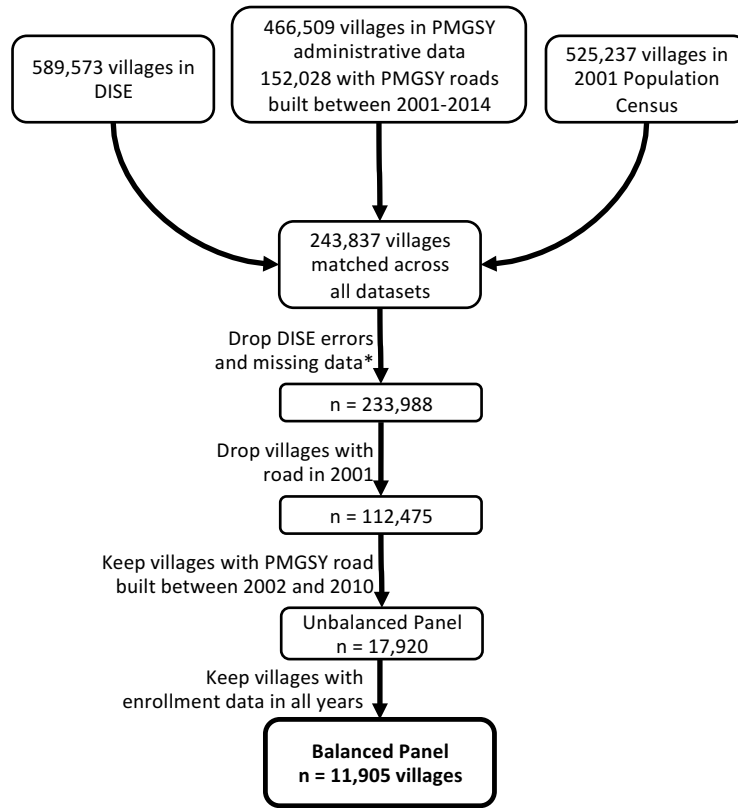 589,573 villages in
DISE
466,509 villages in PMGSY
administrative data
152,028 with PMGSY roads
built between 2001-2014
525,237 villages in
2001 Population
Census
243,837 villages
matched across
all datasets
Drop DISE errors
and missing data*
n = 233,988
Drop villages with
road in 2001
n = 112,475
Keep villages with PMGSY road
built between 2002 and 2010
Unbalanced Panel
n = 17,920
Keep villages with
enrollment data in all years
Balanced Panel
n = 11,905 villages